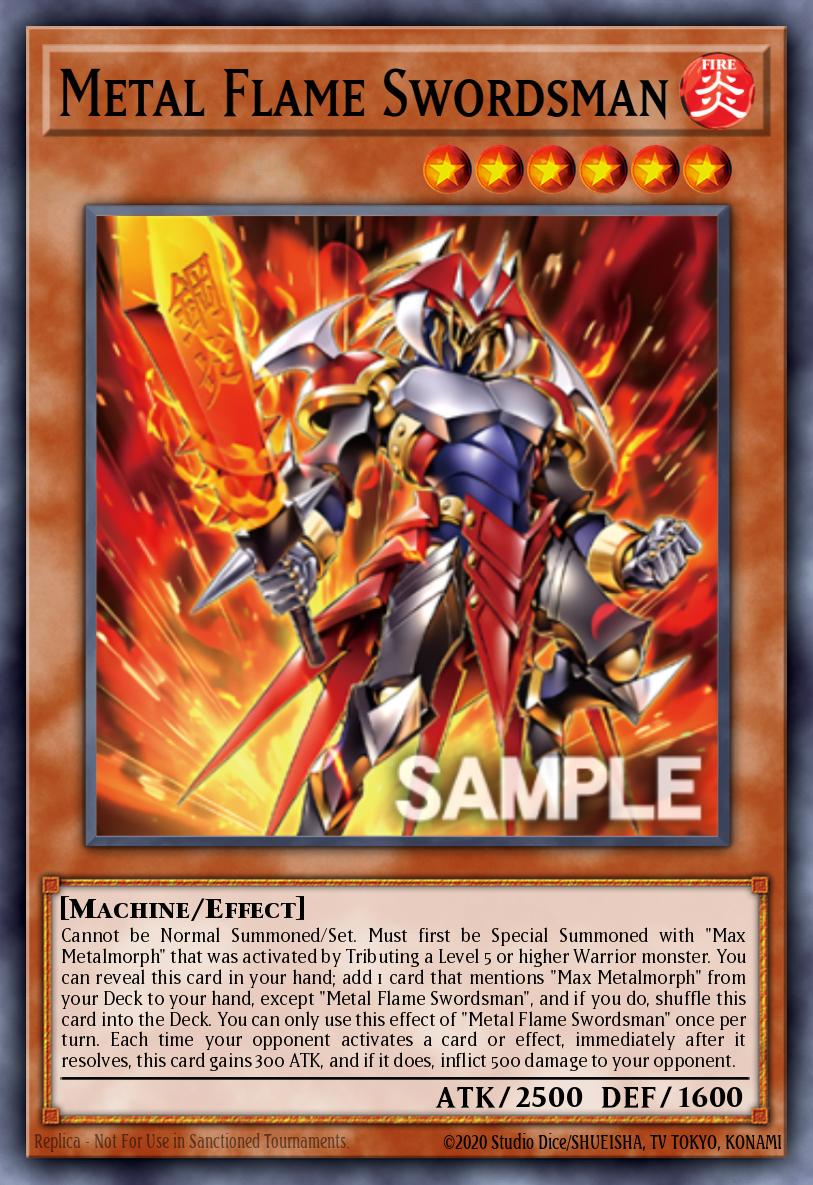 METAL FLAME SWORDSMAN
FIRE
炎
鋼
炎
SAMPLE
[MACHINE/EFFECT]
Cannot be Normal Summoned/Set. Must first be Special Summoned with "Max
Metalmorph" that was activated by Tributing a Level 5 or higher Warrior monster. You
can reveal this card in your hand; add 1 card that mentions "Max Metalmorph" from
your Deck to your hand, except "Metal Flame Swordsman", and if you do, shuffle this
card into the Deck. You can only use this effect of "Metal Flame Swordsman" once per
turn. Each time your opponent activates a card or effect, immediately after it
resolves, this card gains 300 ATK, and if it does, inflict 500 damage to your opponent.
ATK/2500 DEF/1600
Replica - Not For Use in Sanctioned Tournaments.
©2020 Studio Dice/SHUEISHA, TV TOKYO, KONAMI